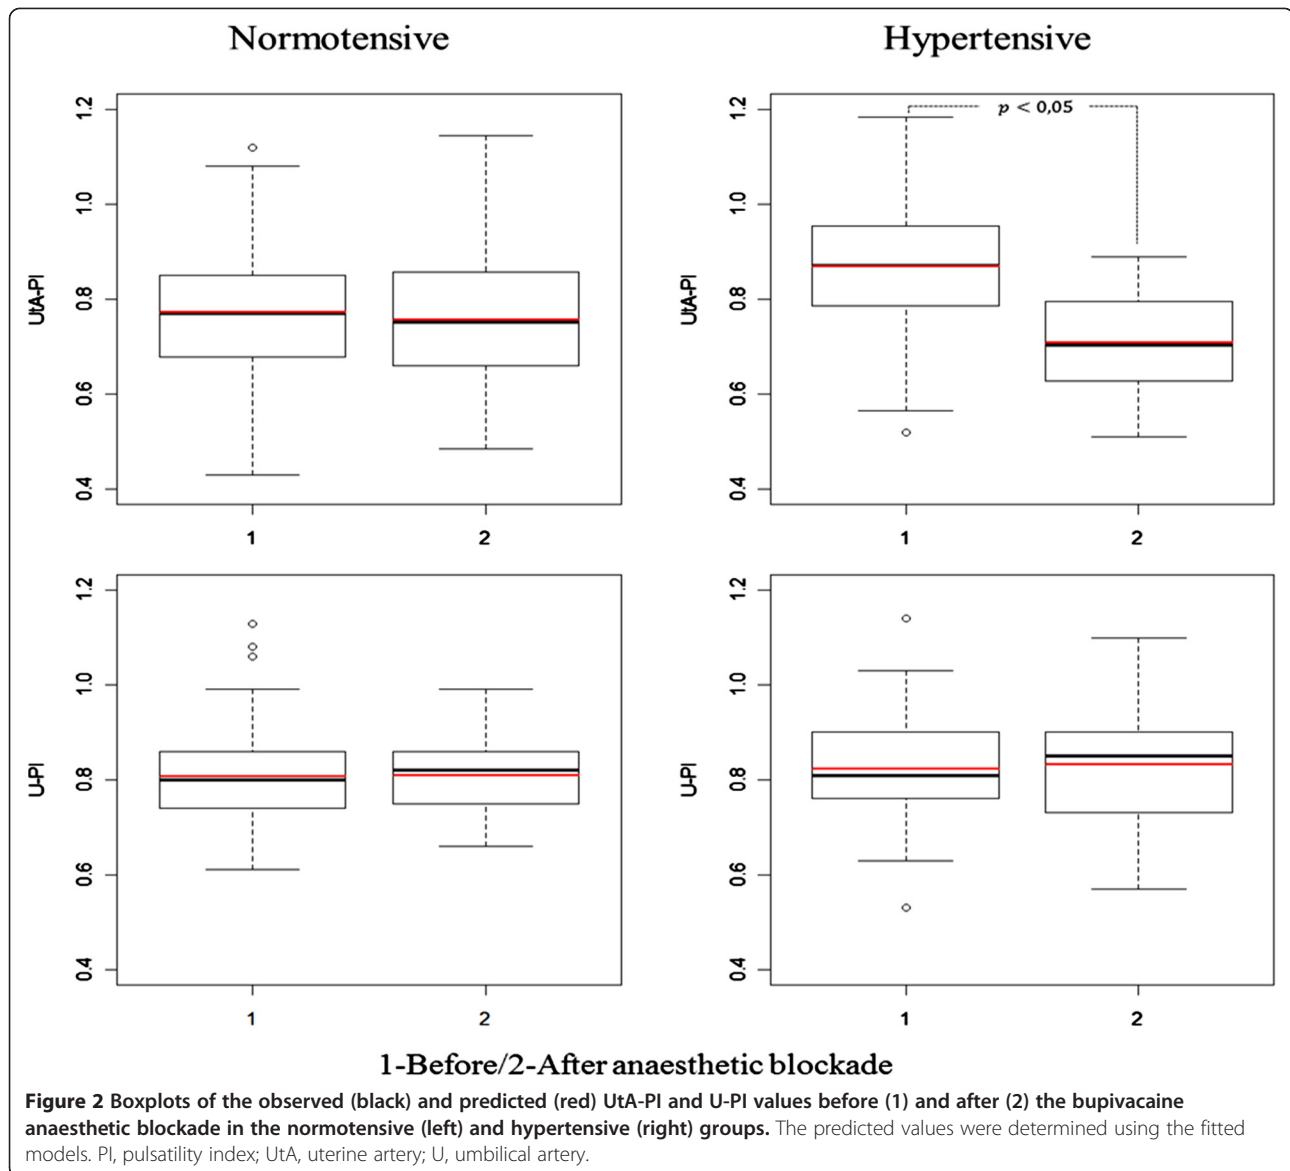 Normotensive
Hypertensive
1.2
1.0
0.8
0.6
0.4
UtA-PI
1
2
1.2
1.0
0.8
0.6
0.4
UtA-PI
p < 0,05
1
2
1.2
1.0
0.8
0.6
0.4
U-PI
1
2
1.2
1.0
0.8
0.6
0.4
U-PI
1
2
1-Before/2-After anaesthetic blockade
Figure 2 Boxplots of the observed (black) and predicted (red) UtA-PI and U-PI values before (1) and after (2) the bupivacaine
anaesthetic blockade in the normotensive (left) and hypertensive (right) groups. The predicted values were determined using the fitted
models. PI, pulsatility index; UtA, uterine artery; U, umbilical artery.